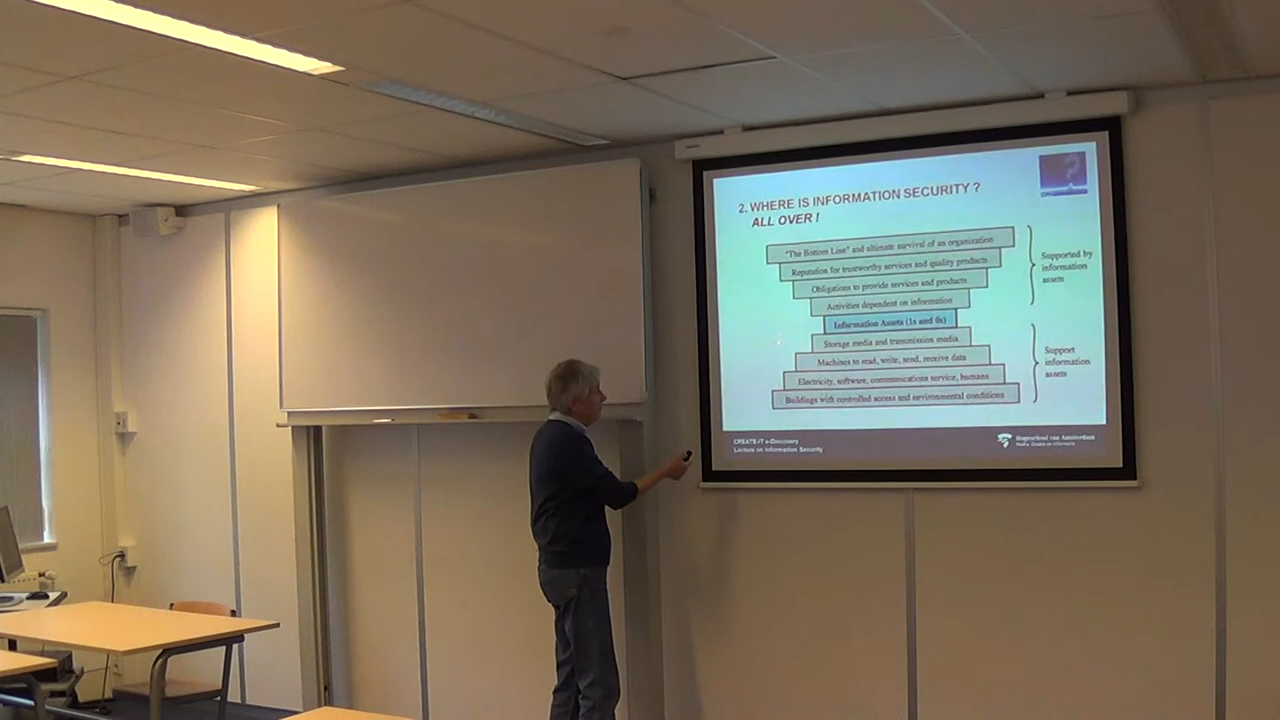 2. WHERE IS INFORMATION SECURITY ?
ALL OVER !
"The Bottom Line" and ultimate survival of an organization
Reputation for trustworthy services and quality products
Obligations to provide services and products
Activities dependent on information
Supported by
information
assets
Information Assets (1s and 0s)
Storage media and transmission media
Machines to read, write, send, receive data
Electricity, software, communications service, humans
Buildings with controlled access and environmental conditions
Support
information
assets
CREATE-IT e-Discovery
Lecture on Information Security
Hogeschool van Amsterdam
Media, Creatie en Informatie